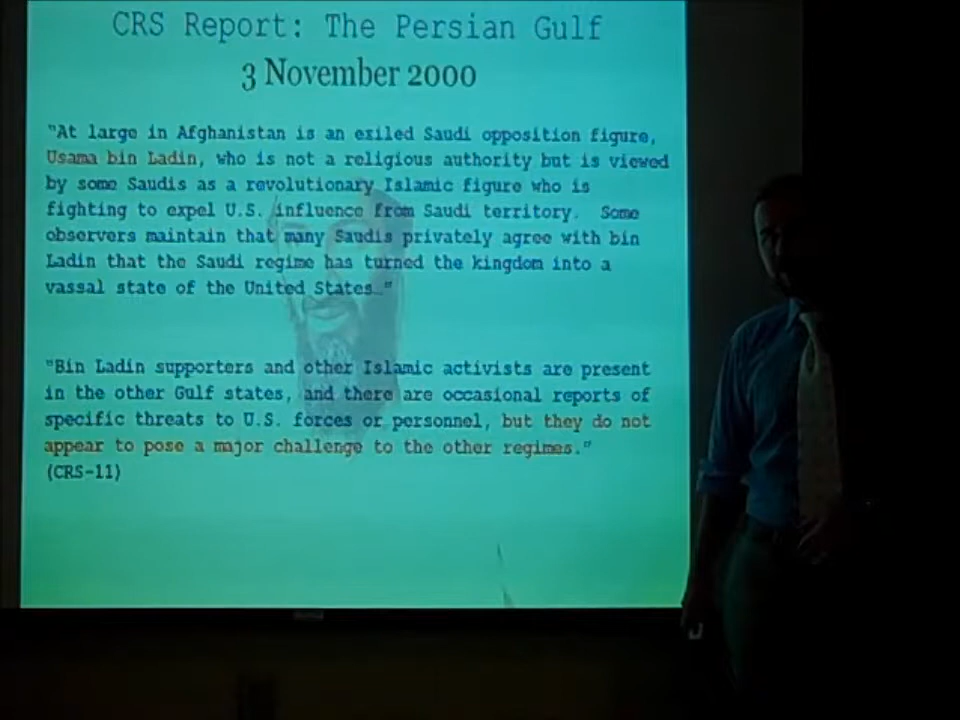 CRS Report: The Persian Gulf
3 November 2000
"At large in Afghanistan is an exiled Saudi opposition figure,
Usama bin Ladin, who is not a religious authority but is viewed
by some Saudis as a revolutionary Islamic figure who is
fighting to expel U.S. influence from Saudi territory. Some
observers maintain that many Saudis privately agree with bin
Ladin that the Saudi regime has turned the kingdom into a
vassal state of the United States…"
"Bin Ladin supporters and other Islamic activists are present
in the other Gulf states, and there are occasional reports of
specific threats to U.S. forces or personnel, but they do not
appear to pose a major challenge to the other regimes."
(CRS-11)